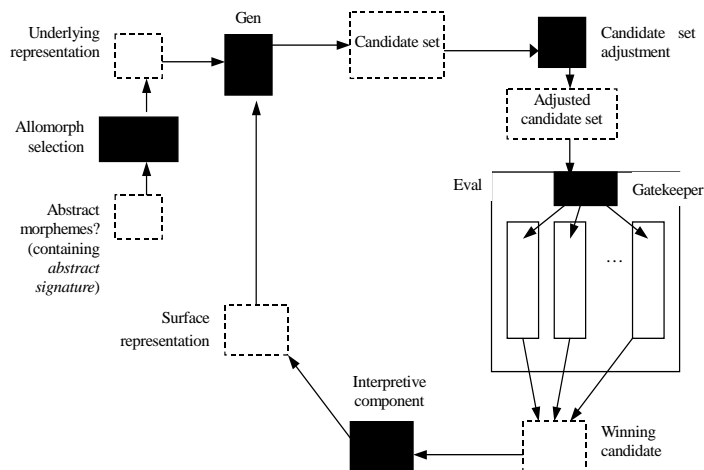 Gen
Underlying
representation
Candidate set
Candidate set
adjustment
Adjusted
candidate set
Allomorph
selection
Eval
Gatekeeper
Abstract
morphemes?
(containing
abstract
signature)
…
Surface
representation
Interpretive
component
Winning
candidate